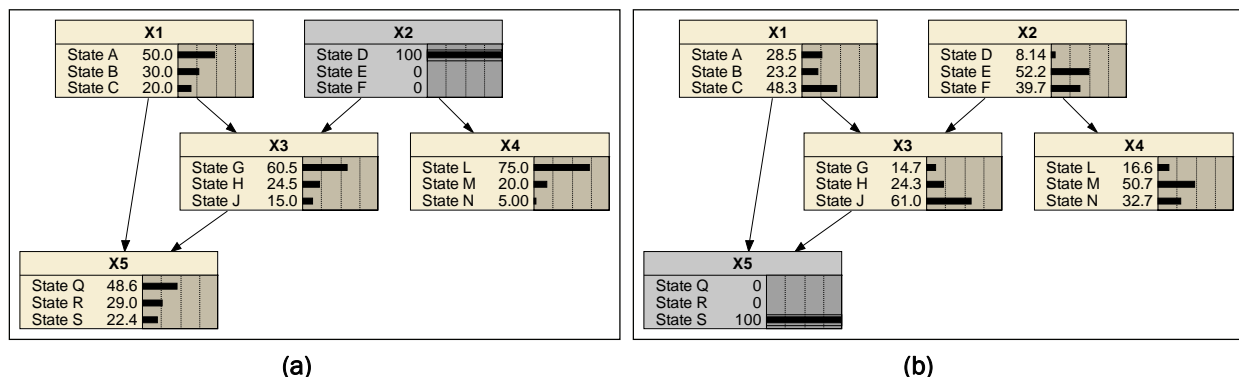 X1
State A 50.0
State B 30.0
State C 20.0
X2
State D 100
State E 0
State F 0
X3
State G 60.5
State H 24.5
State J 15.0
X4
State L 75.0
State M 20.0
State N 5.00
X5
State Q 48.6
State R 29.0
State S 22.4
(a)
X1
State A 28.5
State B 23.2
State C 48.3
X2
State D 8.14
State E 52.2
State F 39.7
X3
State G 14.7
State H 24.3
State J 61.0
X4
State L 16.6
State M 50.7
State N 32.7
X5
State Q 0
State R 0
State S 100
(b)